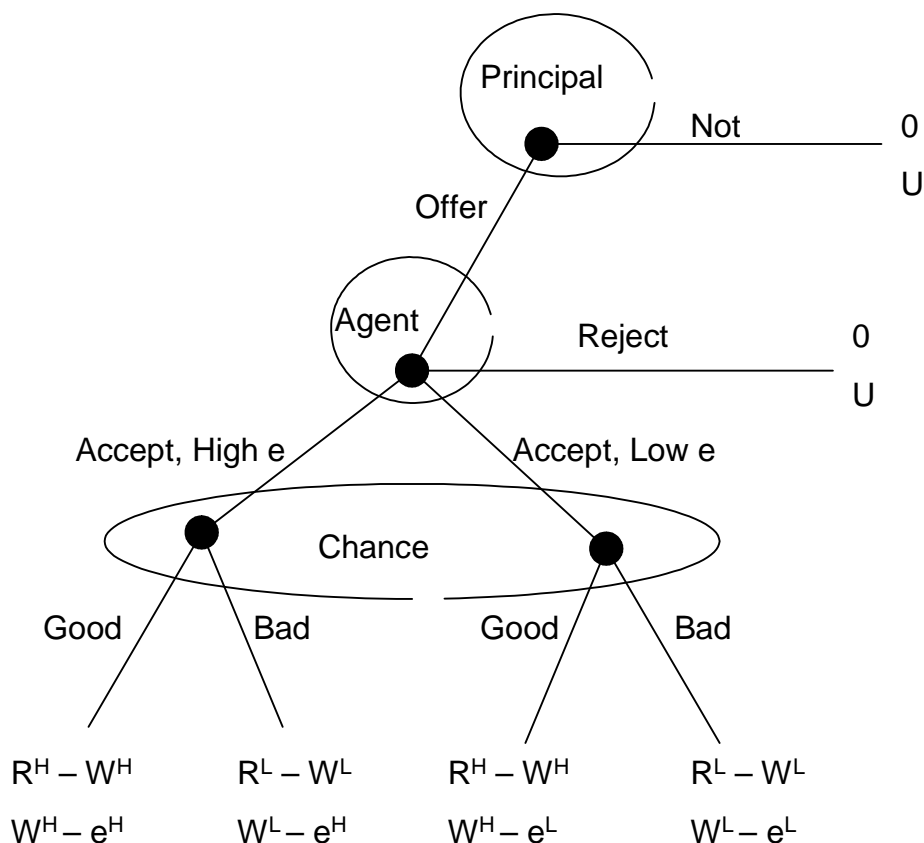 Principal
Not
0
U
Offer
Agent
Reject
0
U
Accept, High e
Accept, Low e
Chance
Good
Bad
Good
Bad
R^H – W^H
R^L – W^L
R^H – W^H
R^L – W^L
W^H – e^H
W^L – e^H
W^H – e^L
W^L – e^L